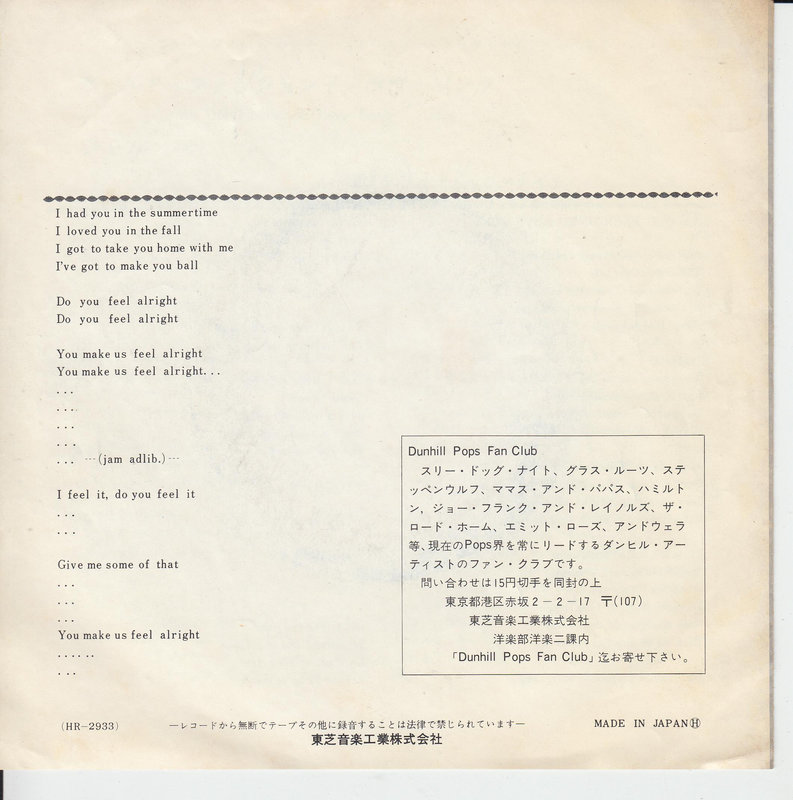 I had you in the summertime
I loved you in the fall
I got to take you home with me
I've got to make you ball
Do you feel alright
Do you feel alright
You make us feel alright
You make us feel alright...
...
...
...
...
... ---(jam adlib.)---
I feel it, do you feel it
...
...
Give me some of that
...
...
...
You make us feel alright
......
...
Dunhill Pops Fan Club
スリー・ドッグ・ナイト、グラス・ルーツ、ステ
ッペンウルフ、ママス・アンド・パパス、ハミルト
ン, ジョー・フランク・アンド・レイノルズ、ザ・
ロード・ホーム、エミット・ローズ、アンドウェラ
等、現在のPops界を常にリードするダンヒル・アー
ティストのファン・クラブです。
問い合わせは15円切手を同封の上
東京都港区赤坂2-2-17 〒(107)
東芝音楽工業株式会社
洋楽部洋楽二課内
「Dunhill Pops Fan Club」迄お寄せ下さい。
(HR-2933) —レコードから無断でテープその他に録音することは法律で禁じられています— MADE IN JAPANⒽ
東芝音楽工業株式会社